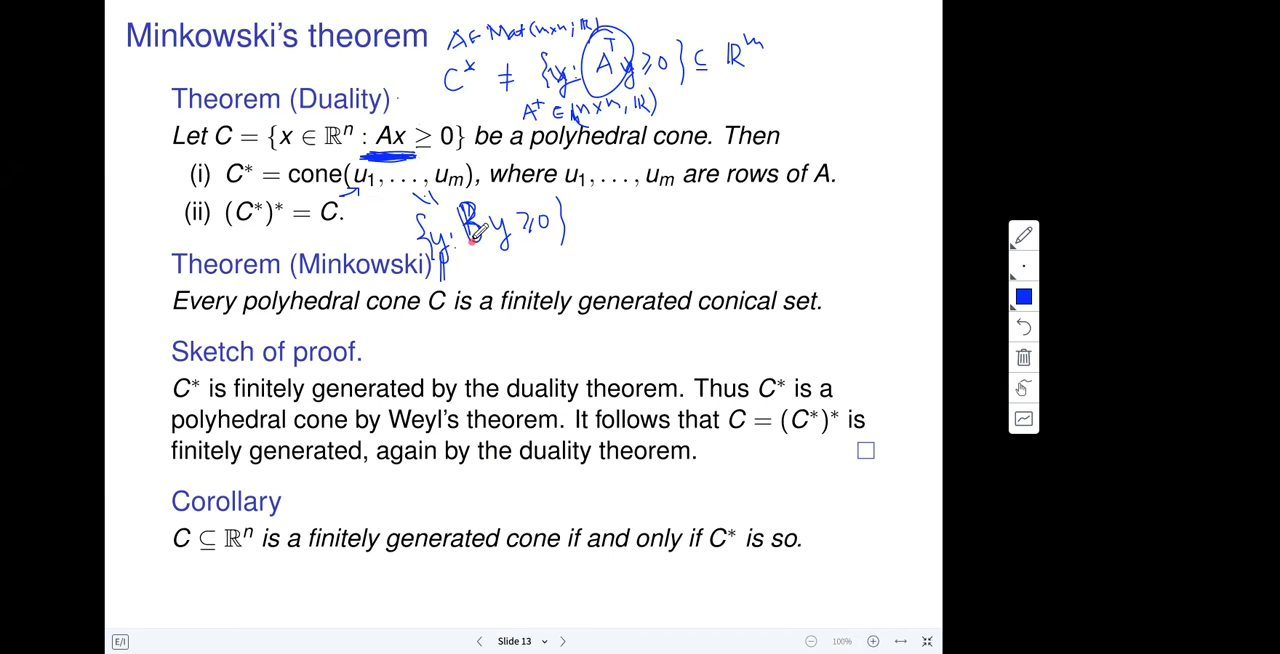 Minkowski's theorem
A ∈ Mat(m×n; ℝ)
C* ≠ {y: Aᵀy ≥ 0} ⊆ ℝᵐ
Theorem (Duality)
Aᵀ ∈ (n×m, ℝ)
Let C = {x ∈ ℝⁿ : Ax ≥ 0} be a polyhedral cone. Then
(i) C* = cone(u₁, . . . , uₘ), where u₁, . . . , uₘ are rows of A.
(ii) (C*)* = C.
{y: By ≥ 0}
Theorem (Minkowski)
Every polyhedral cone C is a finitely generated conical set.
Sketch of proof.
C* is finitely generated by the duality theorem. Thus C* is a
polyhedral cone by Weyl's theorem. It follows that C = (C*)* is
finitely generated, again by the duality theorem.
Corollary
C ⊆ ℝⁿ is a finitely generated cone if and only if C* is so.
E/I
Slide 13
100%